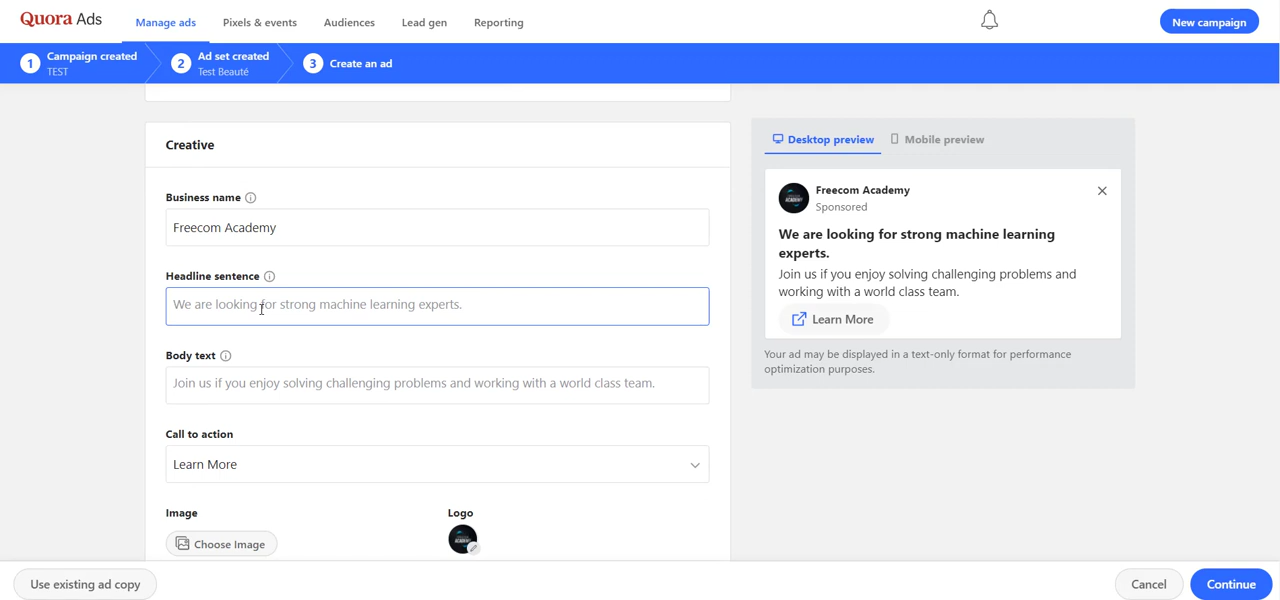 Quora Ads
Manage ads
Pixels & events
Audiences
Lead gen
Reporting
New campaign
1 Campaign created
TEST
2 Ad set created
Test Beauté
3 Create an ad
Creative
Business name
Freecom Academy
Headline sentence
We are looking for strong machine learning experts.
Body text
Join us if you enjoy solving challenging problems and working with a world class team.
Call to action
Learn More
Image
Logo
Choose Image
Desktop preview
Mobile preview
Freecom Academy
Sponsored
We are looking for strong machine learning
experts.
Join us if you enjoy solving challenging problems and
working with a world class team.
Learn More
Your ad may be displayed in a text-only format for performance
optimization purposes.
Use existing ad copy
Cancel
Continue